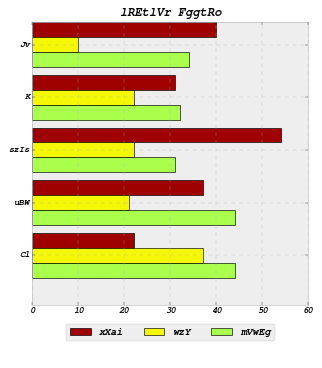 lREtlVr FggtRo
Jv
K
szIs
uBW
Cl
0 10 20 30 40 50 60
xXai wzY mVwEg